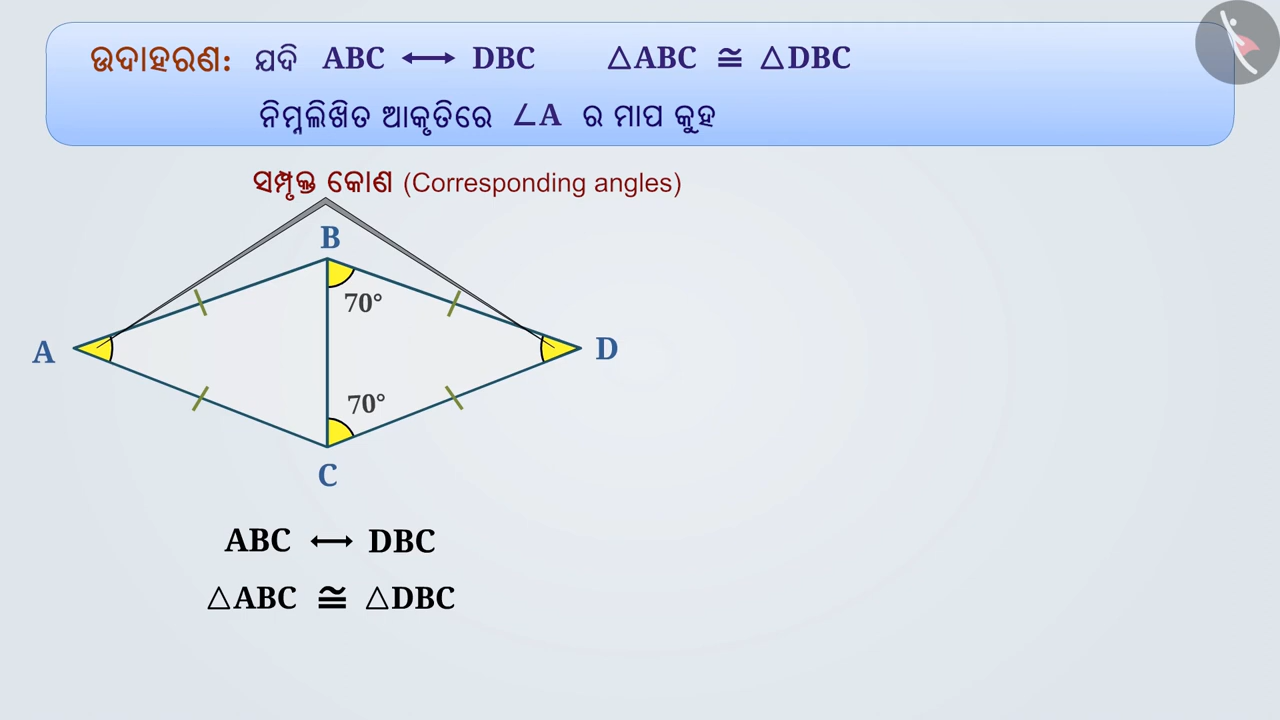 ଉଦାହରଣ: ଯଦି ABC ⟷ DBC △ABC ≅ △DBC
ନିମ୍ନଲିଖିତ ଆକୃତିରେ ∠A ର ମାପ କୁହ
ସମ୍ପୃକ୍ତ କୋଣ (Corresponding angles)
B
70°
A
D
70°
C
ABC ⟷ DBC
△ABC ≅ △DBC